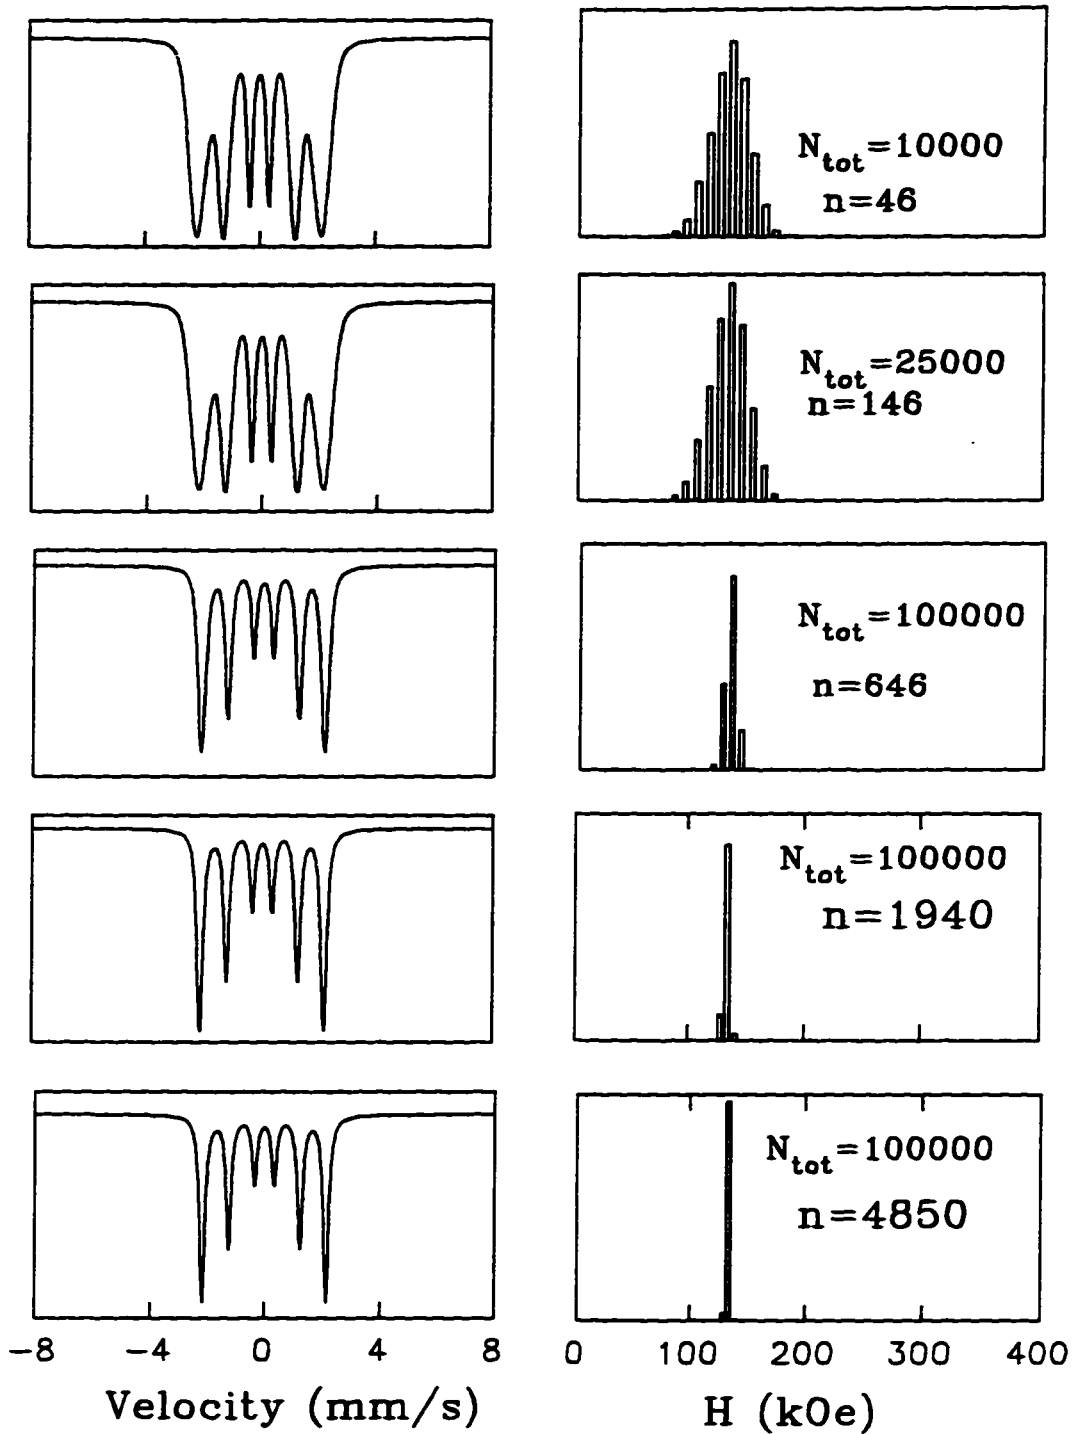 N_tot=10000
n=46
N_tot=25000
n=146
N_tot=100000
n=646
N_tot=100000
n=1940
N_tot=100000
n=4850
-8 -4 0 4 8
Velocity (mm/s)
0 100 200 300 400
H (kOe)